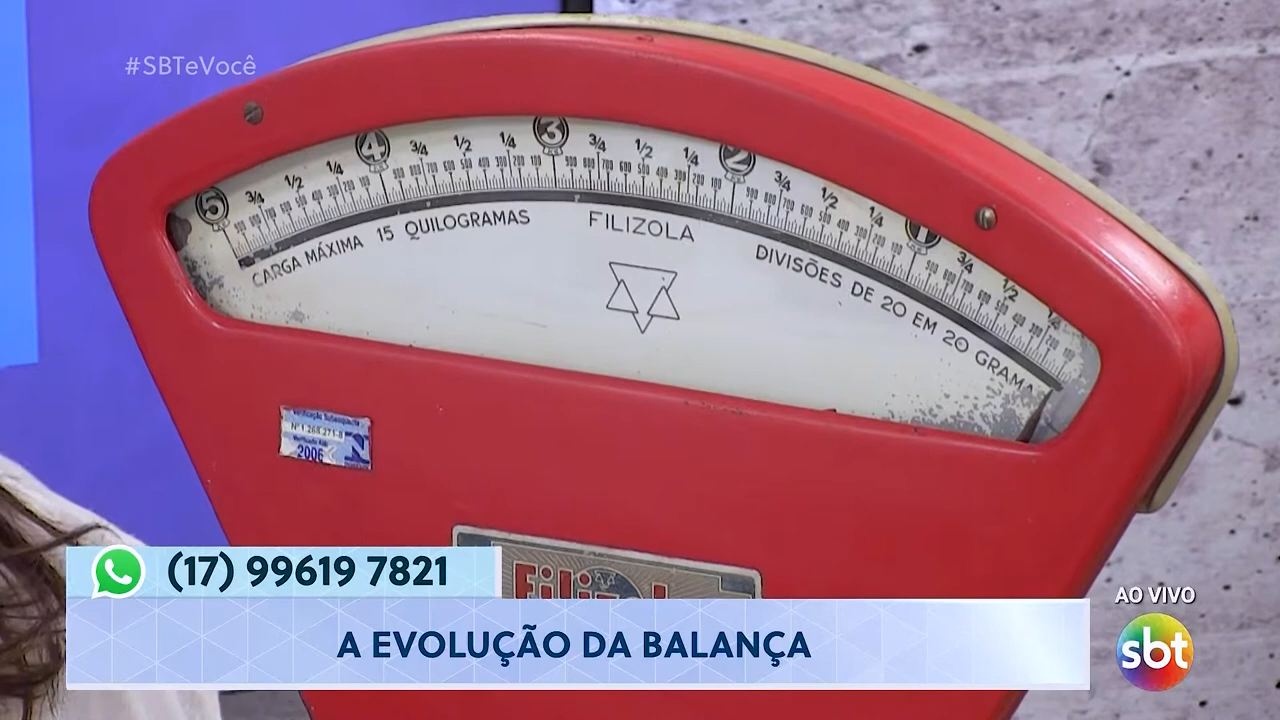 #SBTeVocê
5 3/4 1/2 1/4 4 3/4 1/2 1/4 3 3/4 1/2 1/4 2 3/4 1/2 1/4 1 3/4 1/2 1/4
CARGA MÁXIMA 15 QUILOGRAMAS
FILIZOLA
DIVISÕES DE 20 EM 20 GRAMA
2006
Filizol
(17) 99619 7821
A EVOLUÇÃO DA BALANÇA
AO VIVO
sbt